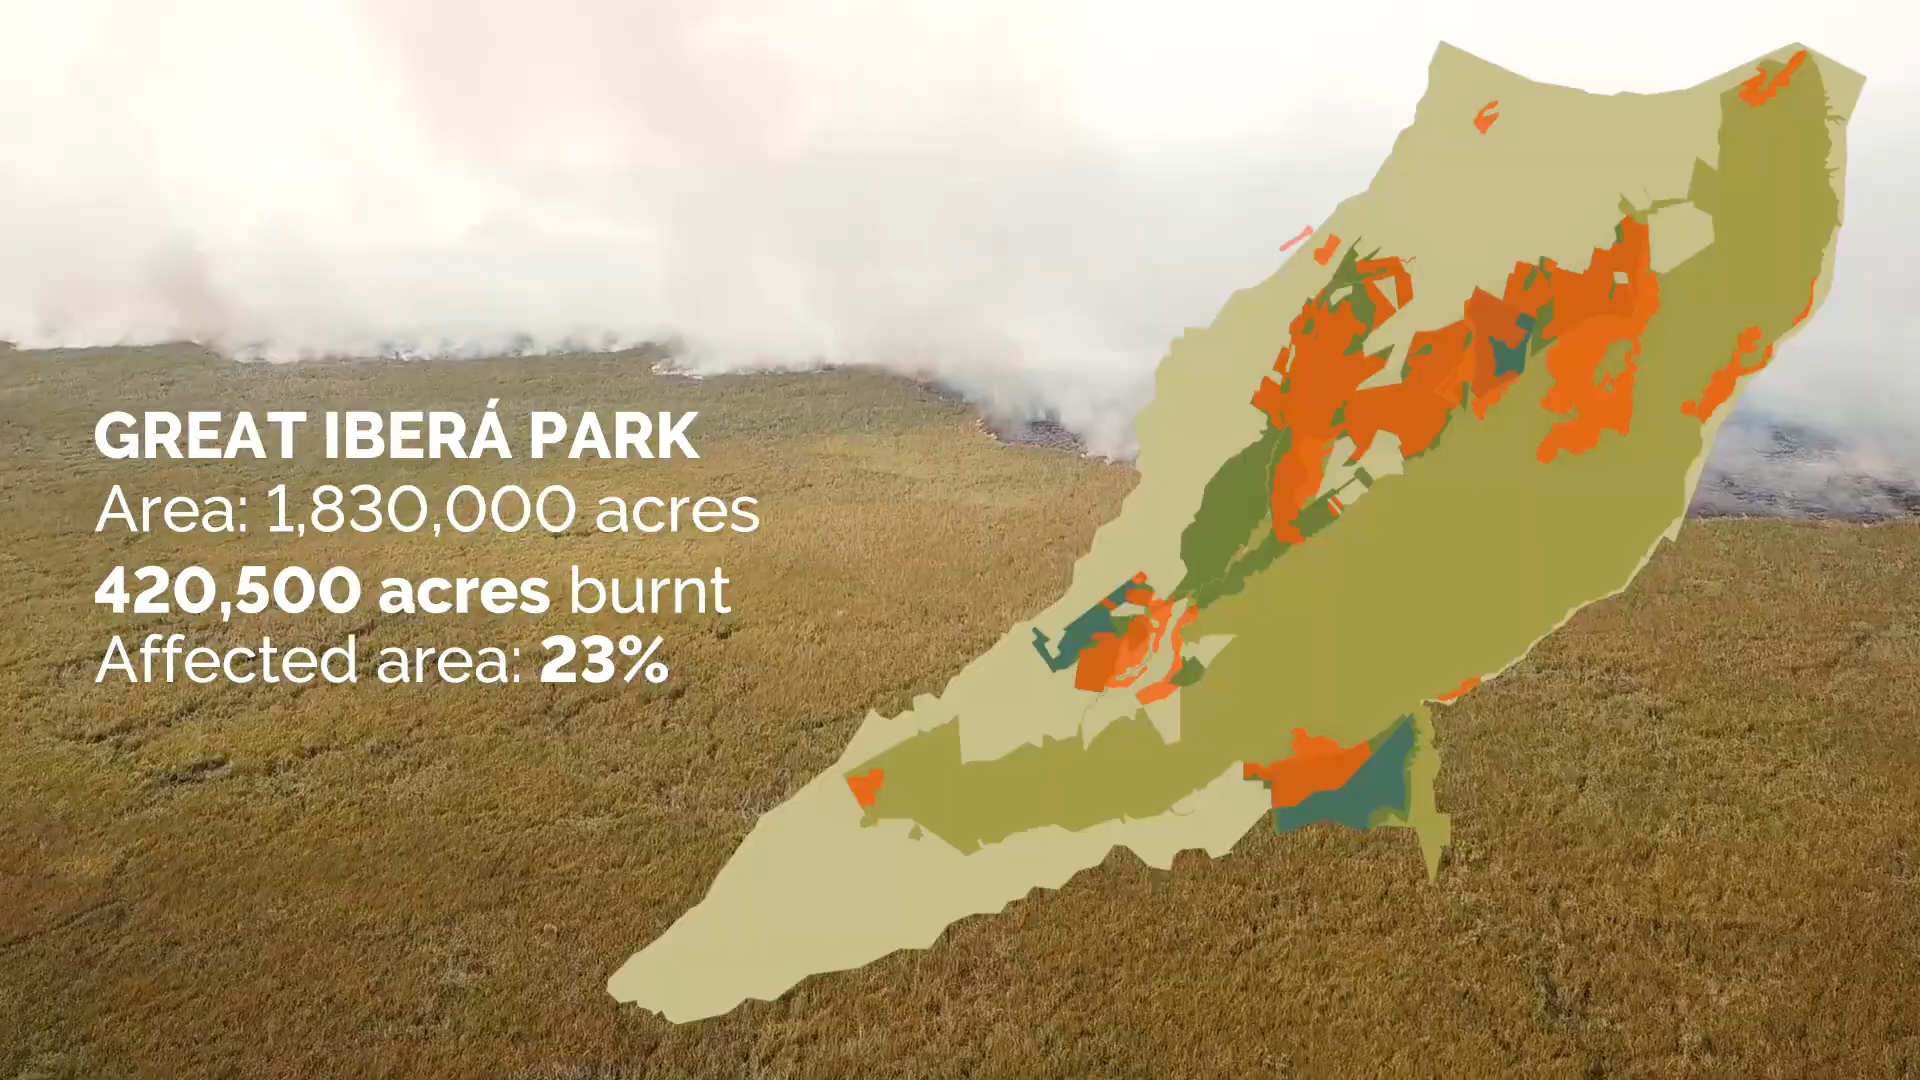 GREAT IBERÁ PARK
Area: 1,830,000 acres
420,500 acres burnt
Affected area: 23%